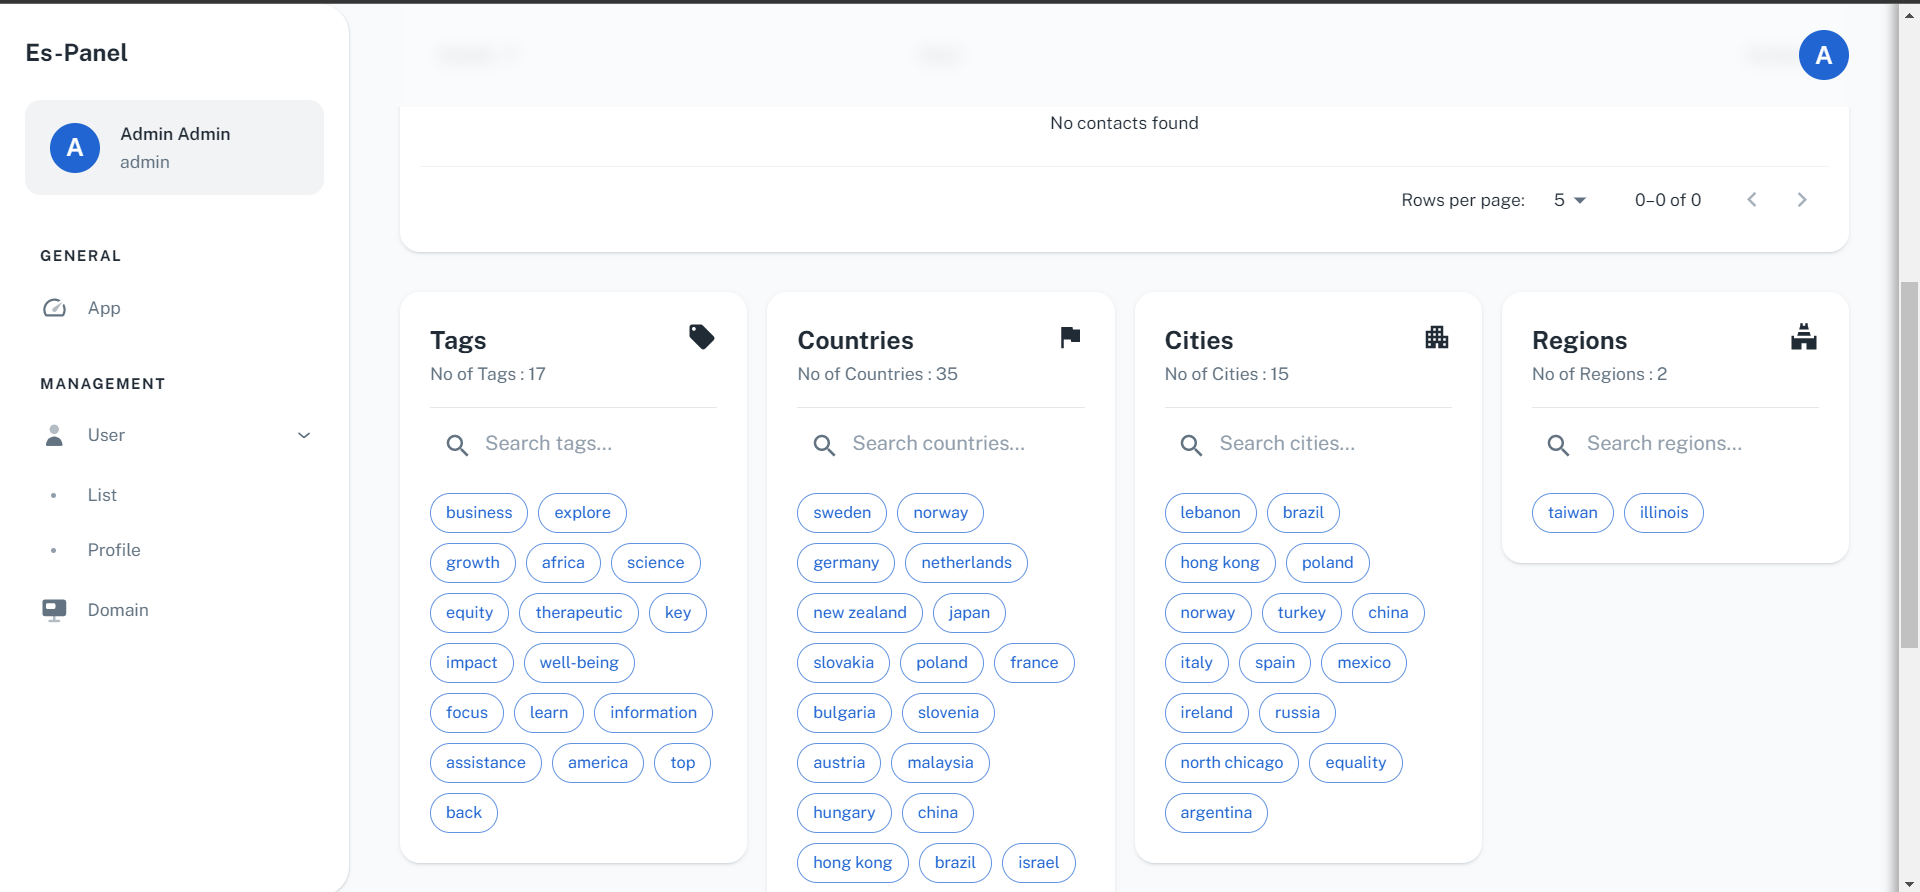 Es-Panel
A
Admin Admin
admin
GENERAL
App
MANAGEMENT
User
List
Profile
Domain
A
No contacts found
Rows per page: 5 0–0 of 0
Tags
No of Tags : 17
Search tags...
business explore
growth africa science
equity therapeutic key
impact well-being
focus learn information
assistance america top
back
Countries
No of Countries : 35
Search countries...
sweden norway
germany netherlands
new zealand japan
slovakia poland france
bulgaria slovenia
austria malaysia
hungary china
hong kong brazil israel
Cities
No of Cities : 15
Search cities...
lebanon brazil
hong kong poland
norway turkey china
italy spain mexico
ireland russia
north chicago equality
argentina
Regions
No of Regions : 2
Search regions...
taiwan illinois